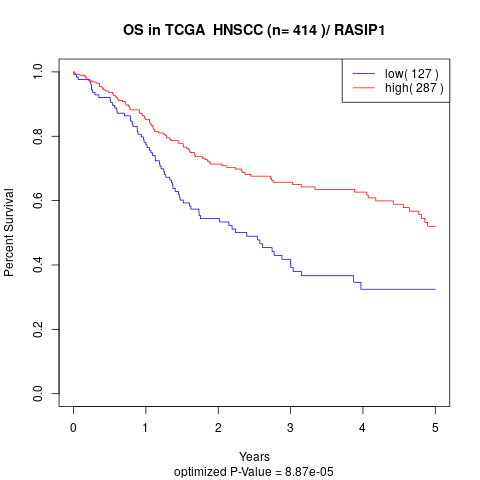 OS in TCGA  HNSCC (n= 414 )/ RASIP1
low( 127 )
high( 287 )
Percent Survival
1.0
0.8
0.6
0.4
0.2
0.0
0 1 2 3 4 5
Years
optimized P-Value = 8.87e-05